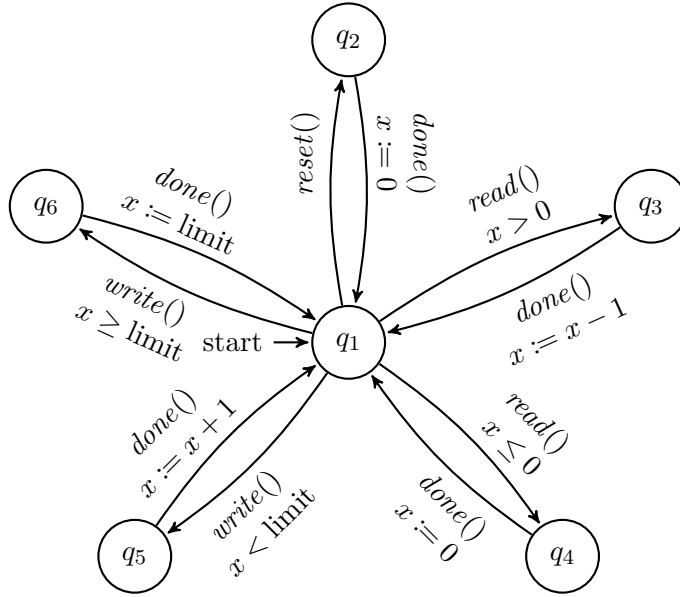 q2
reset()
done()
x := 0
read()
x > 0
q3
done()
x := x − 1
q6
done()
x := limit
write()
x ≥ limit
start
q1
done()
x := x + 1
write()
x < limit
read()
x ≤ 0
done()
x := 0
q5
q4